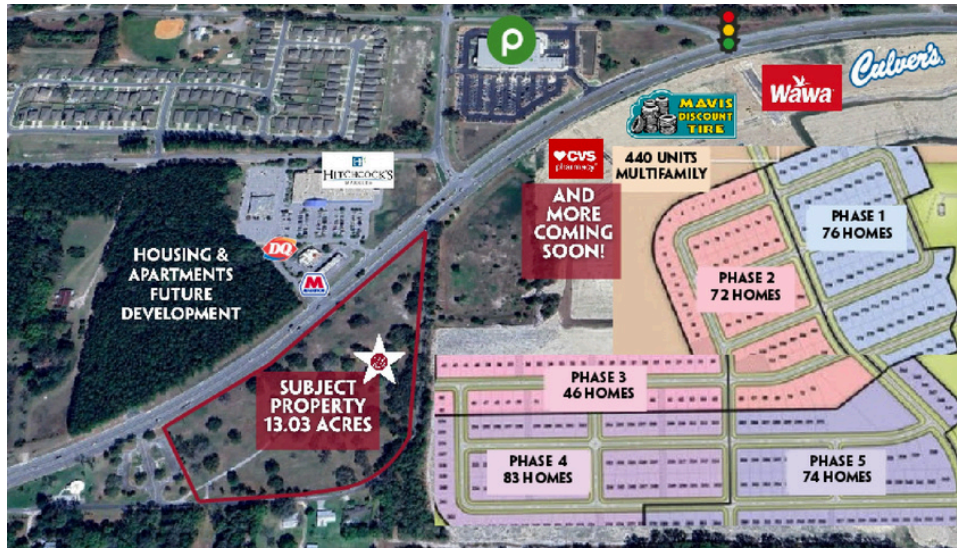 p
Culver's.
Wawa
MAVIS
DISCOUNT
TIRE
H
HITCHCOCK'S
MARKETS
CVS
pharmacy
440 UNITS
MULTIFAMILY
AND
MORE
COMING
SOON!
PHASE 1
76 HOMES
PHASE 2
72 HOMES
HOUSING &
APARTMENTS
FUTURE
DEVELOPMENT
DQ
M
SUBJECT
PROPERTY
13.03 ACRES
PHASE 3
46 HOMES
PHASE 4
83 HOMES
PHASE 5
74 HOMES